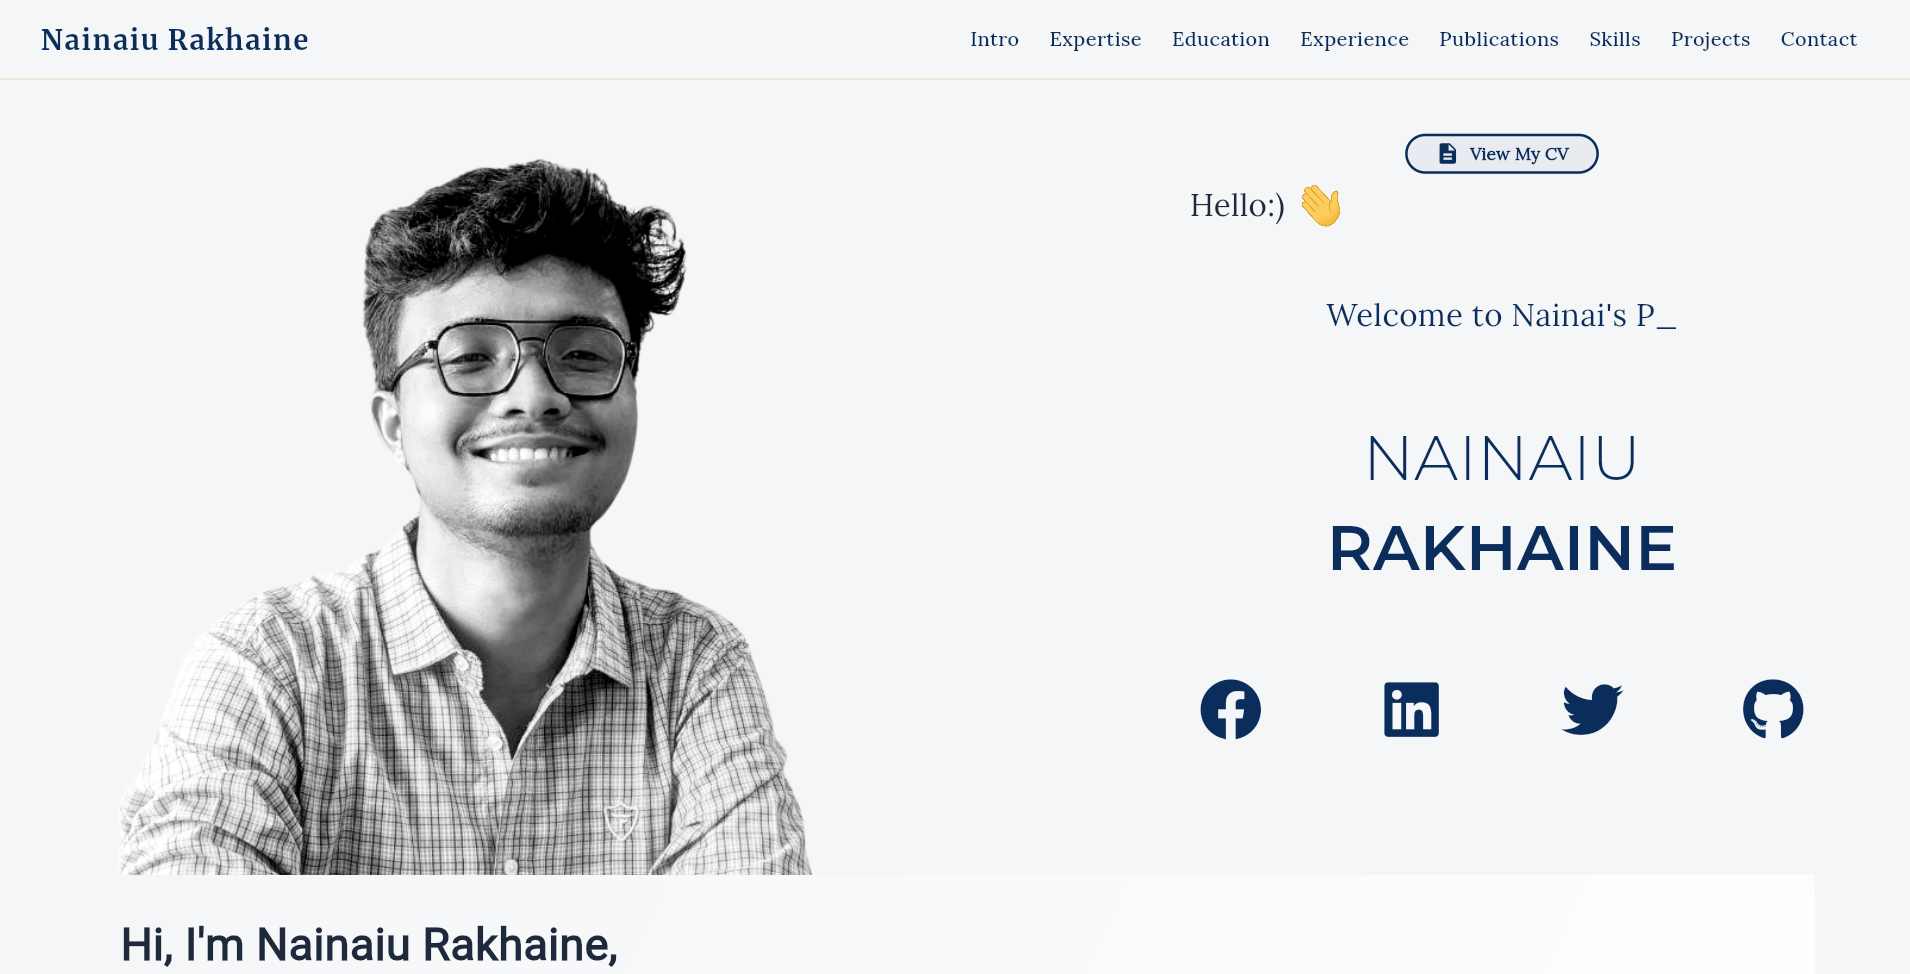 Nainaiu Rakhaine
Intro Expertise Education Experience Publications Skills Projects Contact
View My CV
Hello:) 👋
Welcome to Nainai's P_
NAINAIU
RAKHAINE
Hi, I'm Nainaiu Rakhaine,